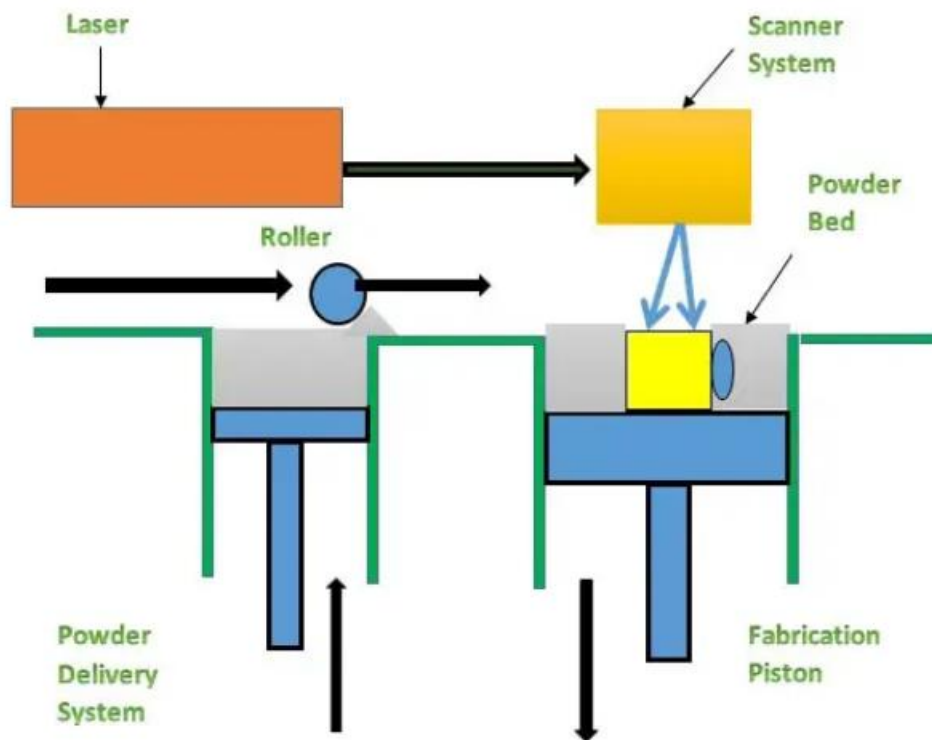 Laser
Scanner
System
Powder
Bed
Roller
Powder
Delivery
System
Fabrication
Piston